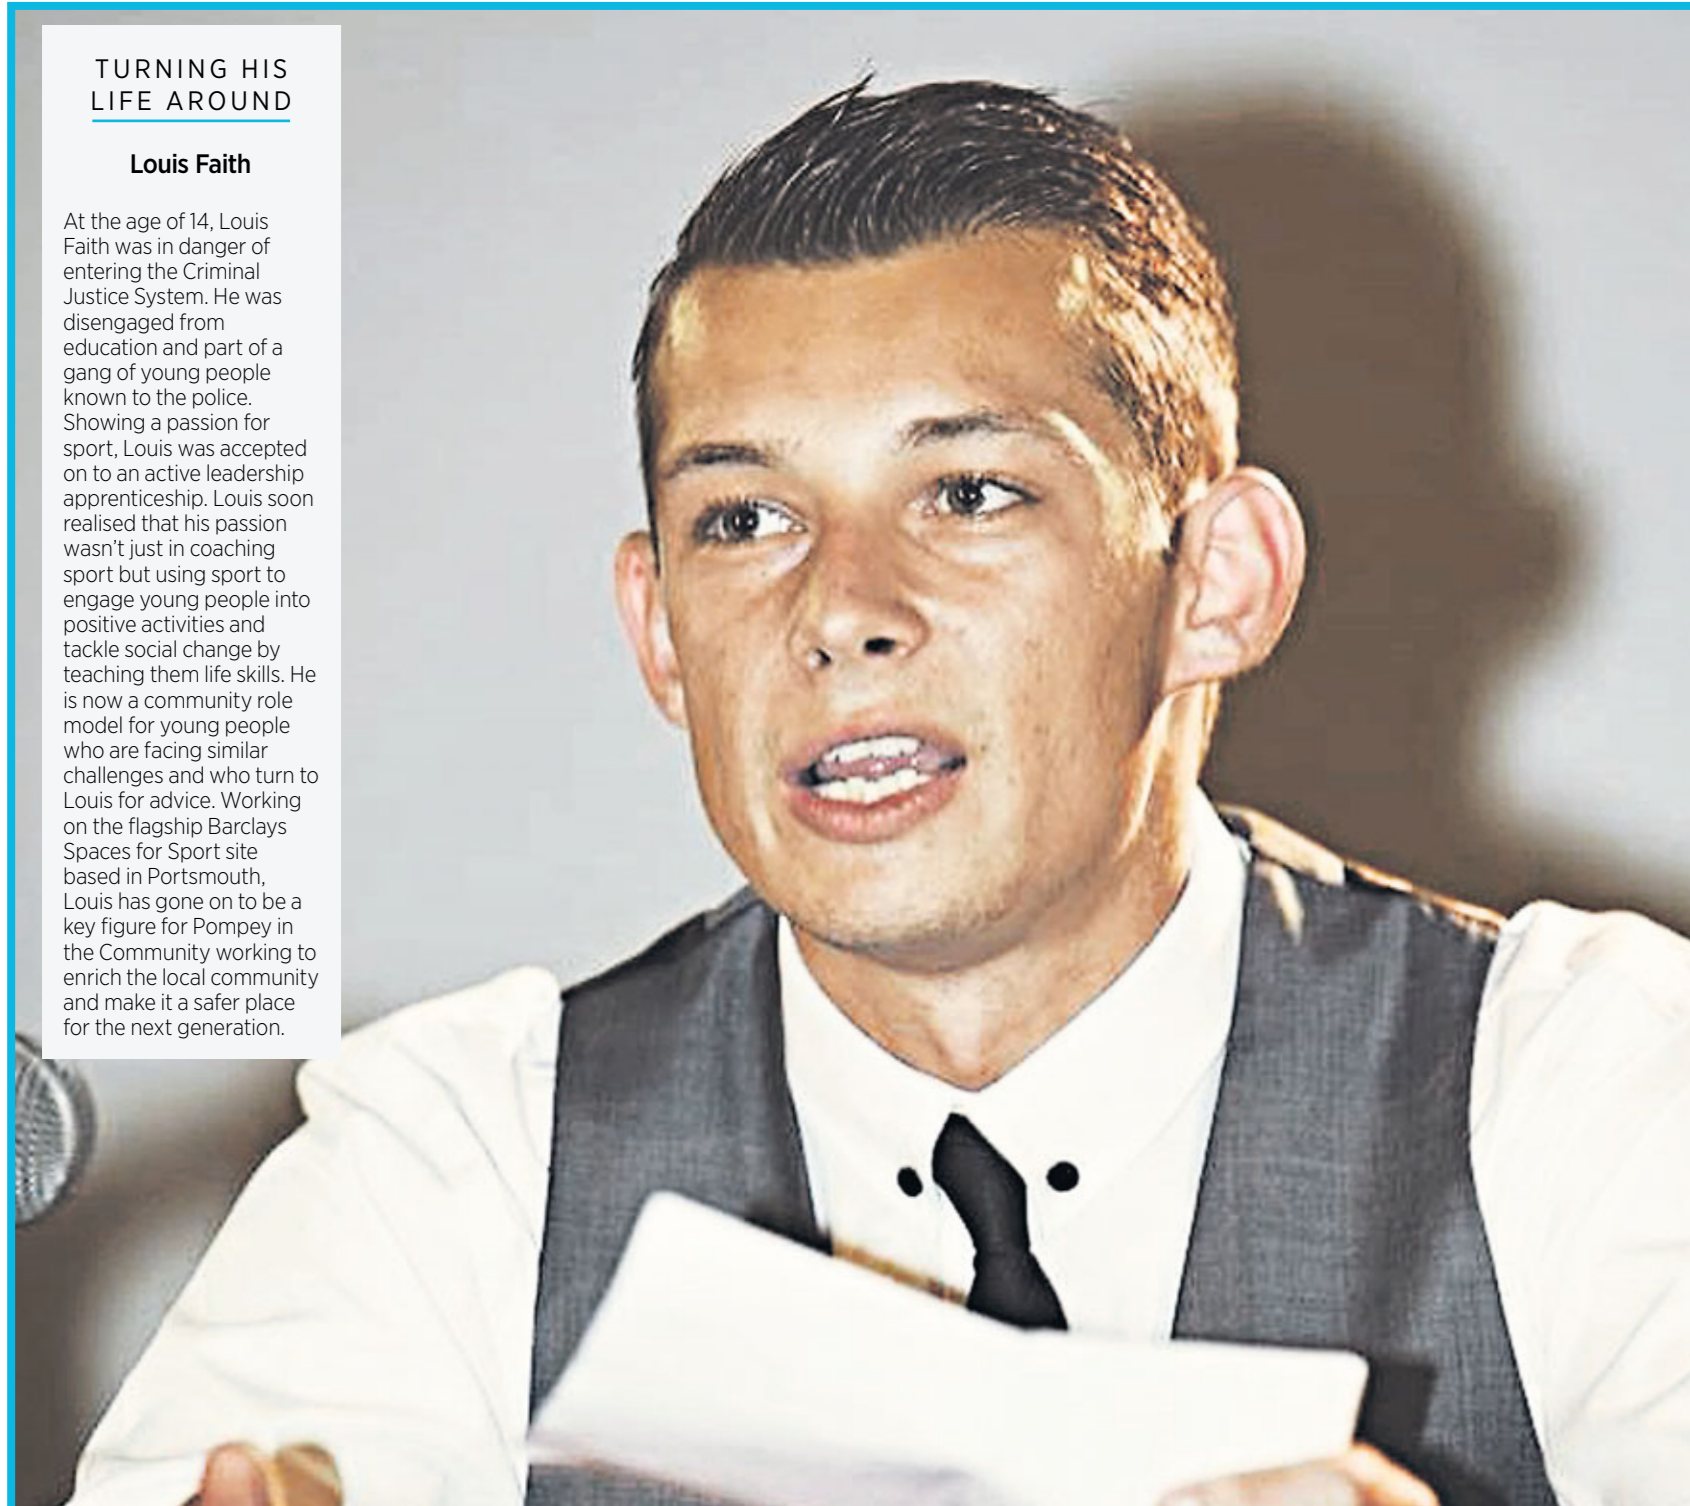 TURNING HIS
LIFE AROUND
Louis Faith
At the age of 14, Louis
Faith was in danger of
entering the Criminal
Justice System. He was
disengaged from
education and part of a
gang of young people
known to the police.
Showing a passion for
sport, Louis was accepted
on to an active leadership
apprenticeship. Louis soon
realised that his passion
wasn’t just in coaching
sport but using sport to
engage young people into
positive activities and
tackle social change by
teaching them life skills. He
is now a community role
model for young people
who are facing similar
challenges and who turn to
Louis for advice. Working
on the flagship Barclays
Spaces for Sport site
based in Portsmouth,
Louis has gone on to be a
key figure for Pompey in
the Community working to
enrich the local community
and make it a safer place
for the next generation.